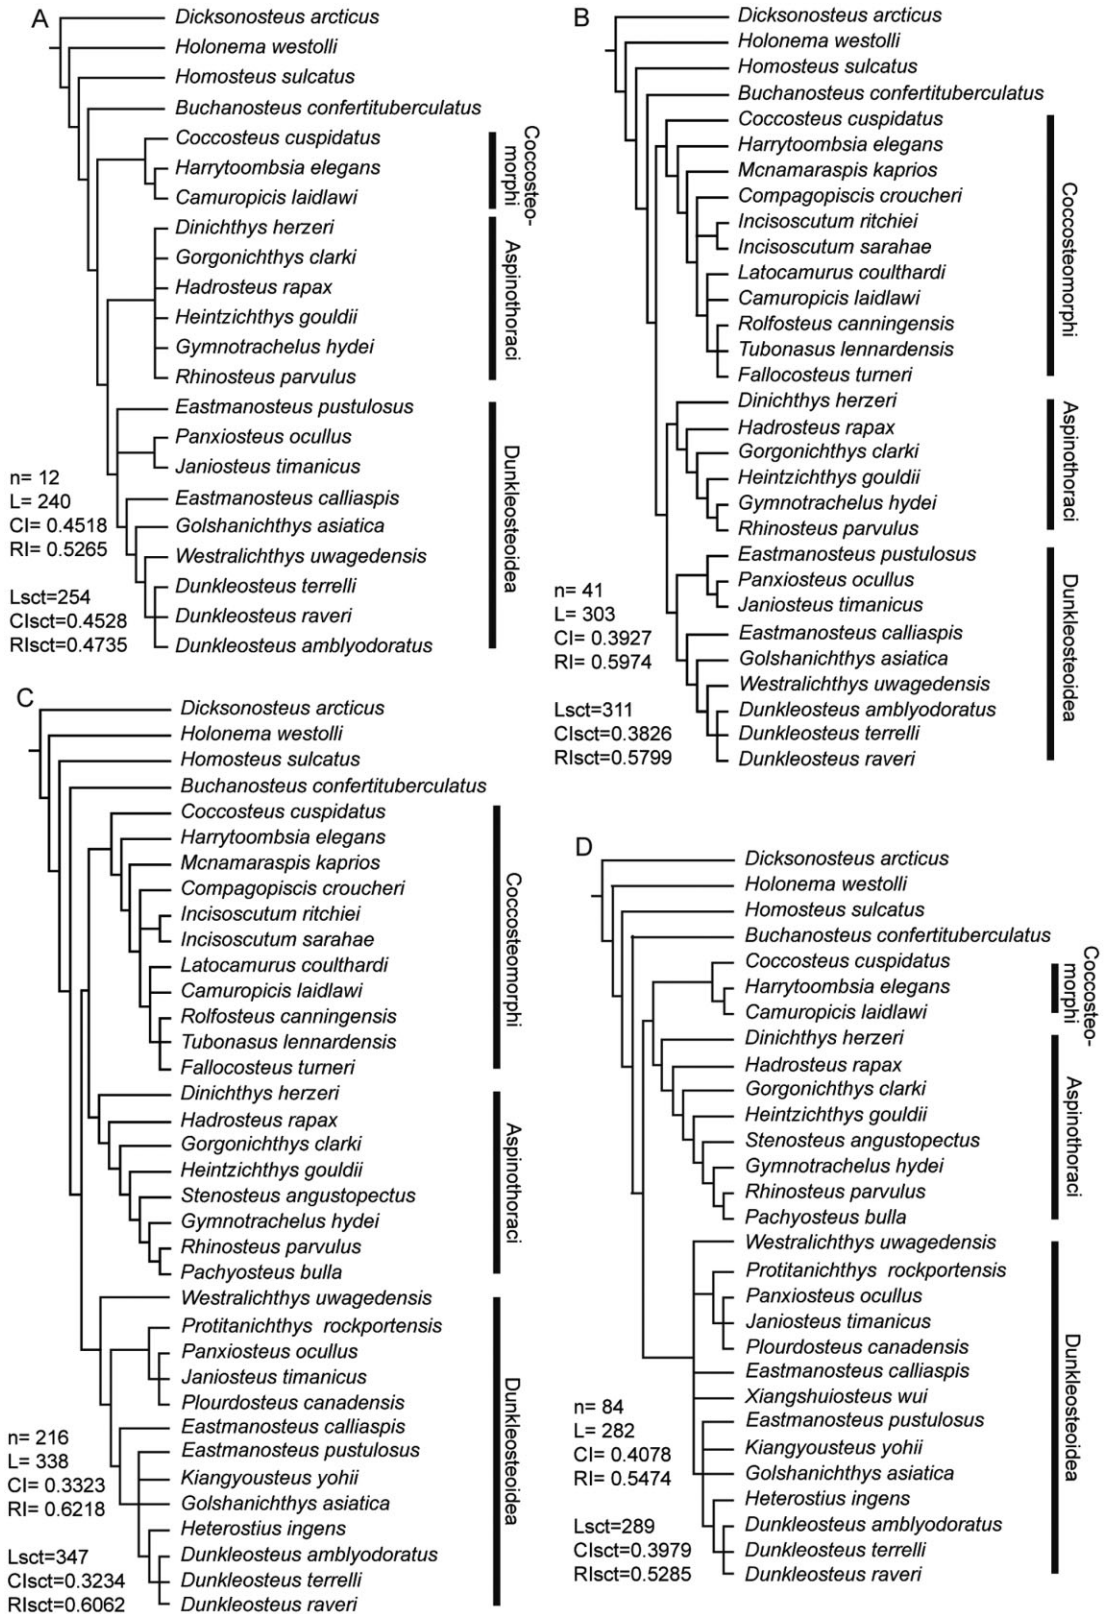 A
Dicksonosteus arcticus
Holonema westolli
Homosteus sulcatus
Buchanosteus confertituberculatus
Coccosteus cuspidatus
Harrytoombsia elegans
Camuropicis laidlawi
Dinichthys herzeri
Gorgonichthys clarki
Hadrosteus rapax
Heintzichthys gouldii
Gymnotrachelus hydei
Rhinosteus parvulus
Eastmanosteus pustulosus
Panxiosteus ocullus
Janiosteus timanicus
Eastmanosteus calliaspis
Golshanichthys asiatica
Westralichthys uwagedensis
Dunkleosteus terrelli
Dunkleosteus raveri
Dunkleosteus amblyodoratus
Coccosteo-
morphi
Aspinothoraci
Dunkleosteoidea
n= 12
L= 240
CI= 0.4518
RI= 0.5265
Lsct=254
CIsct=0.4528
RIsct=0.4735
B
Dicksonosteus arcticus
Holonema westolli
Homosteus sulcatus
Buchanosteus confertituberculatus
Coccosteus cuspidatus
Harrytoombsia elegans
Mcnamaraspis kaprios
Compagopiscis croucheri
Incisoscutum ritchiei
Incisoscutum sarahae
Latocamurus coulthardi
Camuropicis laidlawi
Rolfosteus canningensis
Tubonasus lennardensis
Fallocosteus turneri
Dinichthys herzeri
Hadrosteus rapax
Gorgonichthys clarki
Heintzichthys gouldii
Gymnotrachelus hydei
Rhinosteus parvulus
Eastmanosteus pustulosus
Panxiosteus ocullus
Janiosteus timanicus
Eastmanosteus calliaspis
Golshanichthys asiatica
Westralichthys uwagedensis
Dunkleosteus amblyodoratus
Dunkleosteus terrelli
Dunkleosteus raveri
Coccosteomorphi
Aspinothoraci
Dunkleosteoidea
n= 41
L= 303
CI= 0.3927
RI= 0.5974
Lsct=311
CIsct=0.3826
RIsct=0.5799
C
Dicksonosteus arcticus
Holonema westolli
Homosteus sulcatus
Buchanosteus confertituberculatus
Coccosteus cuspidatus
Harrytoombsia elegans
Mcnamaraspis kaprios
Compagopiscis croucheri
Incisoscutum ritchiei
Incisoscutum sarahae
Latocamurus coulthardi
Camuropicis laidlawi
Rolfosteus canningensis
Tubonasus lennardensis
Fallocosteus turneri
Dinichthys herzeri
Hadrosteus rapax
Gorgonichthys clarki
Heintzichthys gouldii
Stenosteus angustopectus
Gymnotrachelus hydei
Rhinosteus parvulus
Pachyosteus bulla
Westralichthys uwagedensis
Protitanichthys rockportensis
Panxiosteus ocullus
Janiosteus timanicus
Plourdosteus canadensis
Eastmanosteus calliaspis
Eastmanosteus pustulosus
Kiangyousteus yohii
Golshanichthys asiatica
Heterostius ingens
Dunkleosteus amblyodoratus
Dunkleosteus terrelli
Dunkleosteus raveri
Coccosteomorphi
Aspinothoraci
Dunkleosteoidea
n= 216
L= 338
CI= 0.3323
RI= 0.6218
Lsct=347
CIsct=0.3234
RIsct=0.6062
D
Dicksonosteus arcticus
Holonema westolli
Homosteus sulcatus
Buchanosteus confertituberculatus
Coccosteus cuspidatus
Harrytoombsia elegans
Camuropicis laidlawi
Dinichthys herzeri
Hadrosteus rapax
Gorgonichthys clarki
Heintzichthys gouldii
Stenosteus angustopectus
Gymnotrachelus hydei
Rhinosteus parvulus
Pachyosteus bulla
Westralichthys uwagedensis
Protitanichthys rockportensis
Panxiosteus ocullus
Janiosteus timanicus
Plourdosteus canadensis
Eastmanosteus calliaspis
Xiangshuiosteus wui
Eastmanosteus pustulosus
Kiangyousteus yohii
Golshanichthys asiatica
Heterostius ingens
Dunkleosteus amblyodoratus
Dunkleosteus terrelli
Dunkleosteus raveri
Coccosteo-
morphi
Aspinothoraci
Dunkleosteoidea
n= 84
L= 282
CI= 0.4078
RI= 0.5474
Lsct=289
CIsct=0.3979
RIsct=0.5285